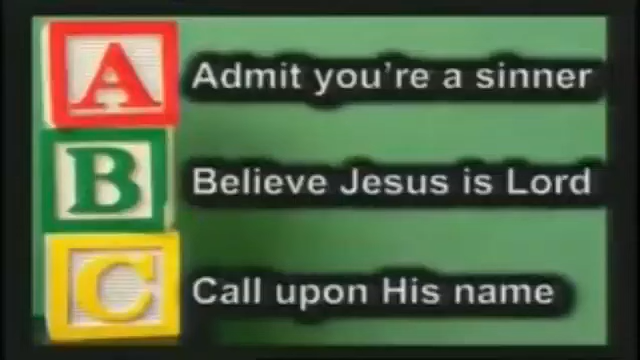 A Admit you're a sinner
B Believe Jesus is Lord
C Call upon His name